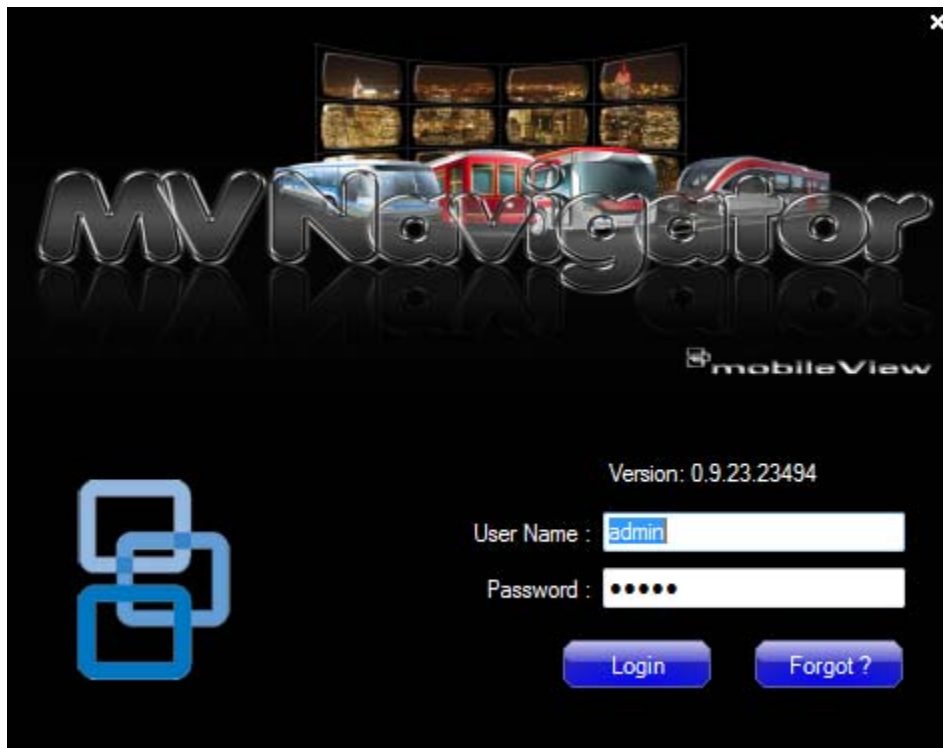 MV Navigator
mobileView
Version: 0.9.23.23494
User Name : admin
Password : •••••
Login Forgot ?